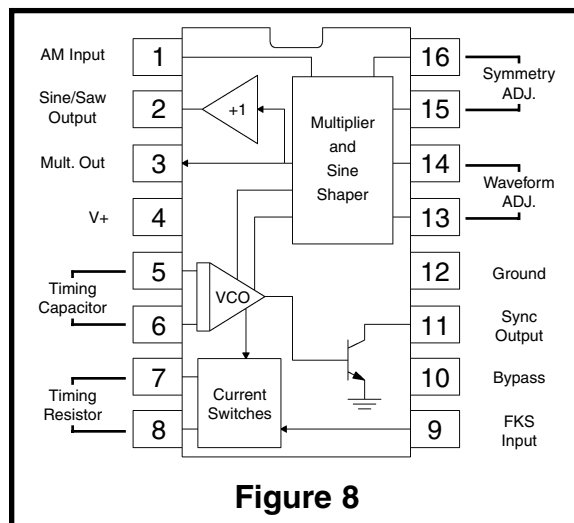 AM Input
1
Sine/Saw
Output
2
Mult. Out
3
V+
4
Timing
Capacitor
5
6
Timing
Resistor
7
8
+1
Multiplier
and
Sine
Shaper
VCO
Current
Switches
16
Symmetry
ADJ.
15
14
Waveform
ADJ.
13
12
Ground
11
Sync
Output
10
Bypass
9
FKS
Input
Figure 8